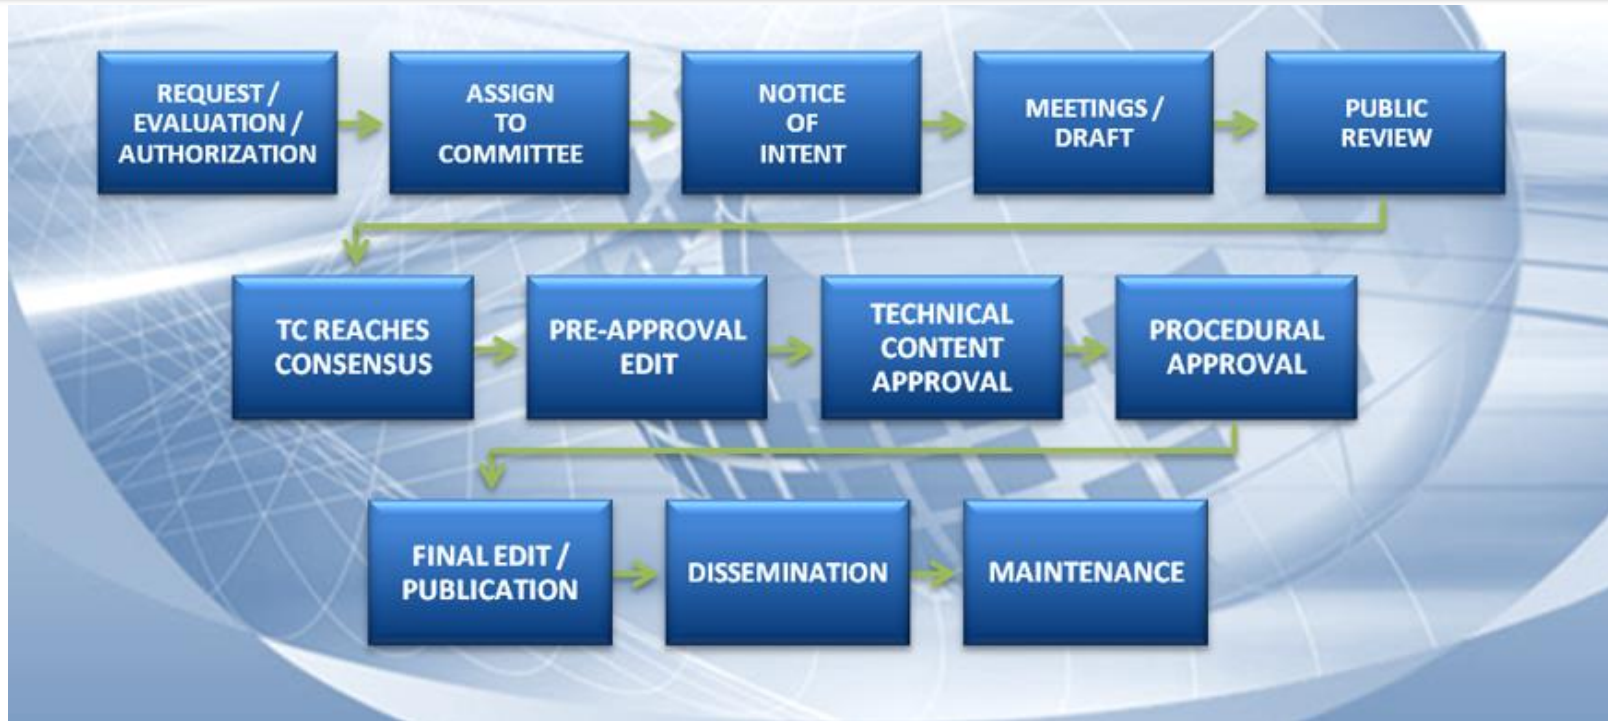 REQUEST /
EVALUATION /
AUTHORIZATION
ASSIGN
TO
COMMITTEE
NOTICE
OF
INTENT
MEETINGS /
DRAFT
PUBLIC
REVIEW
TC REACHES
CONSENSUS
PRE-APPROVAL
EDIT
TECHNICAL
CONTENT
APPROVAL
PROCEDURAL
APPROVAL
FINAL EDIT /
PUBLICATION
DISSEMINATION
MAINTENANCE